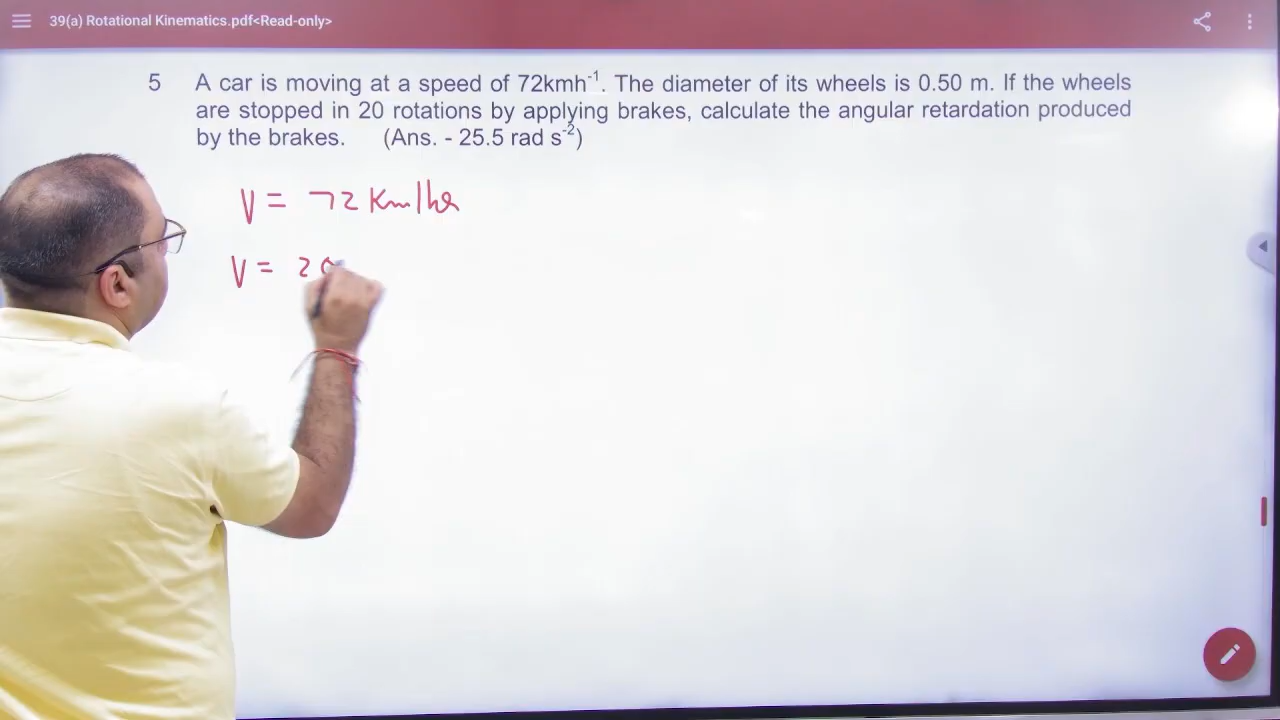 39(a) Rotational Kinematics.pdf<Read-only>
5 A car is moving at a speed of 72kmh⁻¹. The diameter of its wheels is 0.50 m. If the wheels
are stopped in 20 rotations by applying brakes, calculate the angular retardation produced
by the brakes. (Ans. - 25.5 rad s⁻²)
V = 72 Km/hr
V = 20